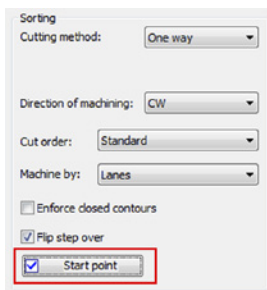 Sorting
Cutting method: One way
Direction of machining: CW
Cut order: Standard
Machine by: Lanes
Enforce closed contours
Flip step over
Start point